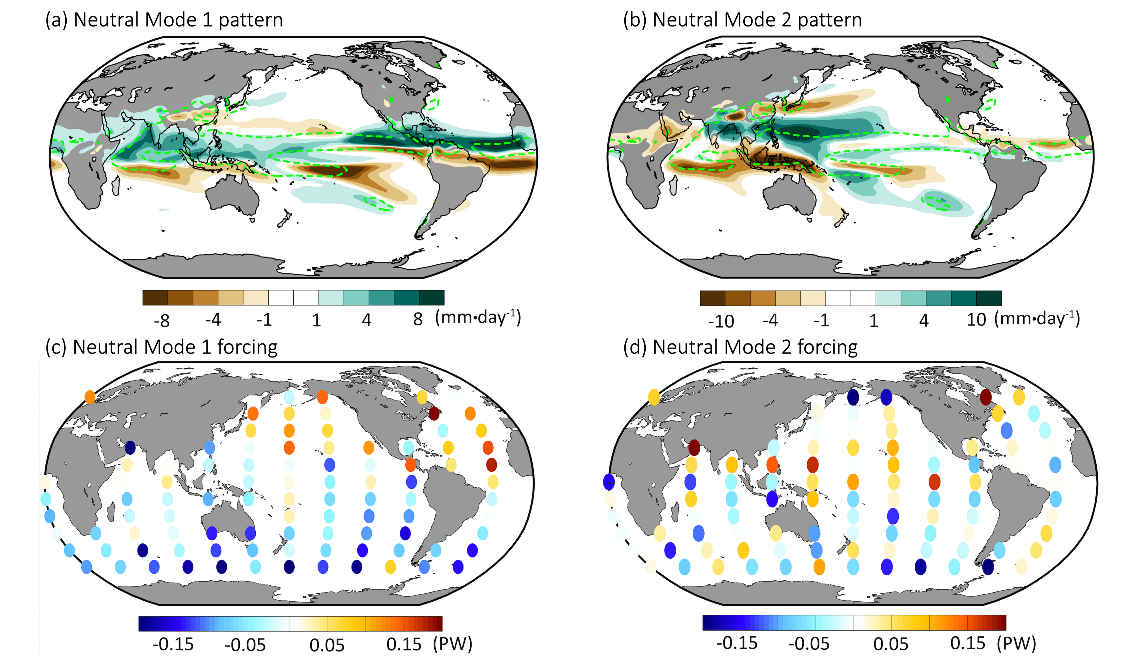 (a) Neutral Mode 1 pattern
(b) Neutral Mode 2 pattern
-8 -4 -1 1 4 8 (mm•day⁻¹)
-10 -4 -1 1 4 10 (mm•day⁻¹)
(c) Neutral Mode 1 forcing
(d) Neutral Mode 2 forcing
-0.15 -0.05 0.05 0.15 (PW)
-0.15 -0.05 0.05 0.15 (PW)